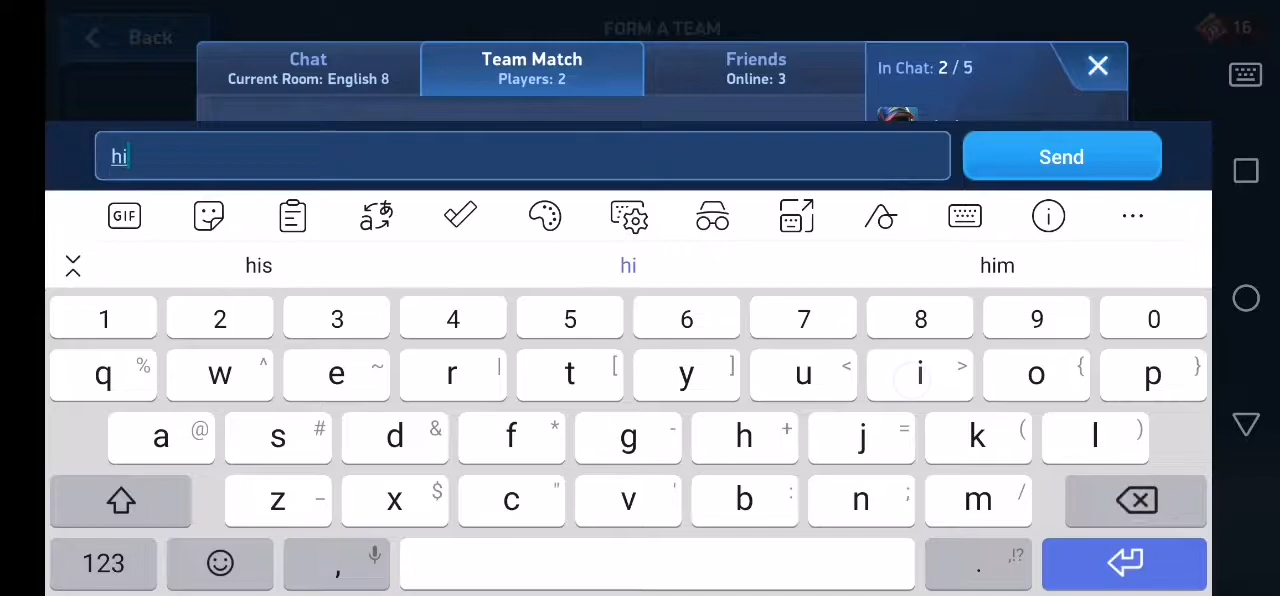 Back
FORM A TEAM
16
Chat
Current Room: English 8
Team Match
Players: 2
Friends
Online: 3
In Chat: 2 / 5
hi
Send
GIF
his
hi
him
1 2 3 4 5 6 7 8 9 0
q % w ^ e ~ r | t [ y ] u < i > o { p }
a @ s # d & f * g - h + j = k ( l )
z _ x $ c " v ' b : n ; m /
123 , . ,!?